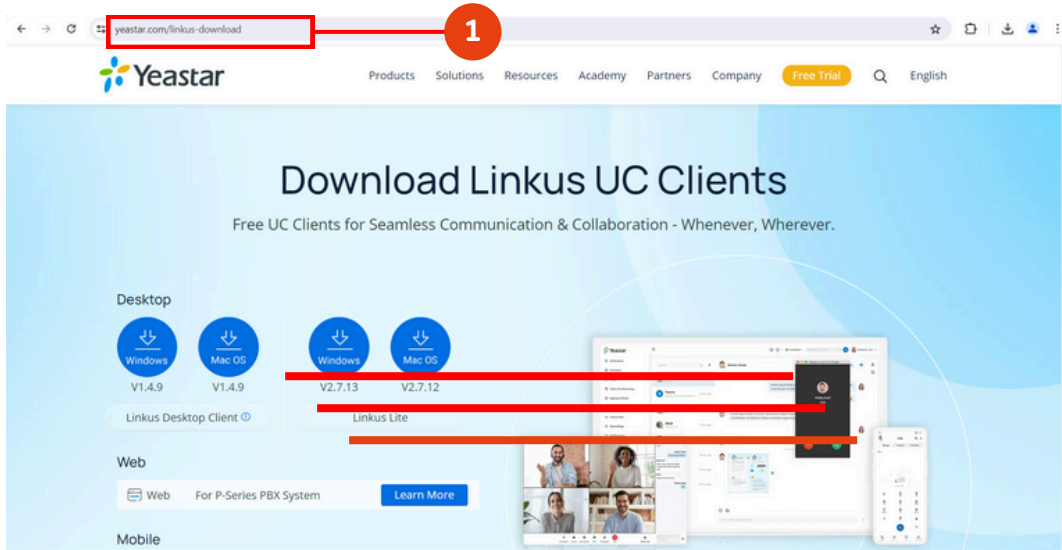 yeastar.com/linkus-download
1
Yeastar
Products Solutions Resources Academy Partners Company Free Trial English
Download Linkus UC Clients
Free UC Clients for Seamless Communication & Collaboration - Whenever, Wherever.
Desktop
Windows Mac OS Windows Mac OS
V1.4.9 V1.4.9 V2.7.13 V2.7.12
Linkus Desktop Client Linkus Lite
Web
Web For P-Series PBX System Learn More
Mobile
Yeastar